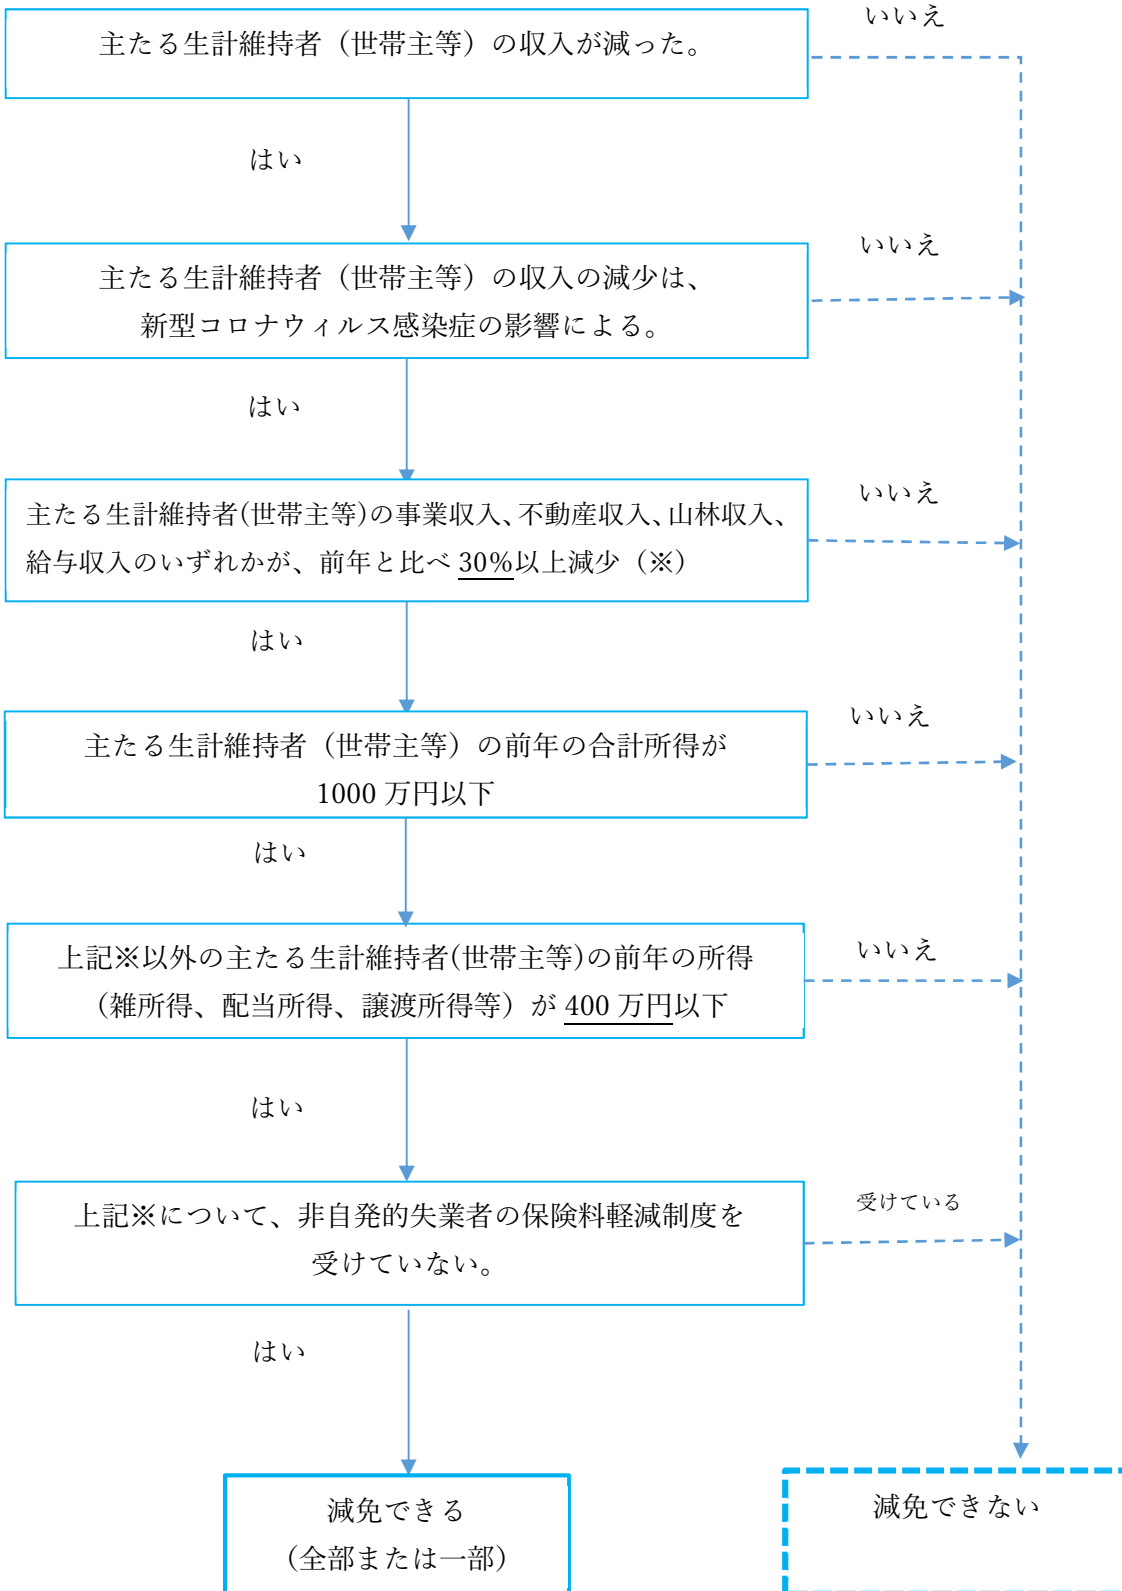 いいえ
主たる生計維持者（世帯主等）の収入が減った。
はい
いいえ
主たる生計維持者（世帯主等）の収入の減少は、
新型コロナウィルス感染症の影響による。
はい
いいえ
主たる生計維持者(世帯主等)の事業収入、不動産収入、山林収入、
給与収入のいずれかが、前年と比べ 30%以上減少（※）
はい
いいえ
主たる生計維持者（世帯主等）の前年の合計所得が
1000 万円以下
はい
いいえ
上記※以外の主たる生計維持者(世帯主等)の前年の所得
（雑所得、配当所得、譲渡所得等）が 400 万円以下
はい
受けている
上記※について、非自発的失業者の保険料軽減制度を
受けていない。
はい
減免できる
（全部または一部）
減免できない